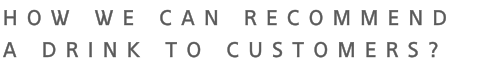 HOW WE CAN RECOMMEND
A DRINK TO CUSTOMERS?